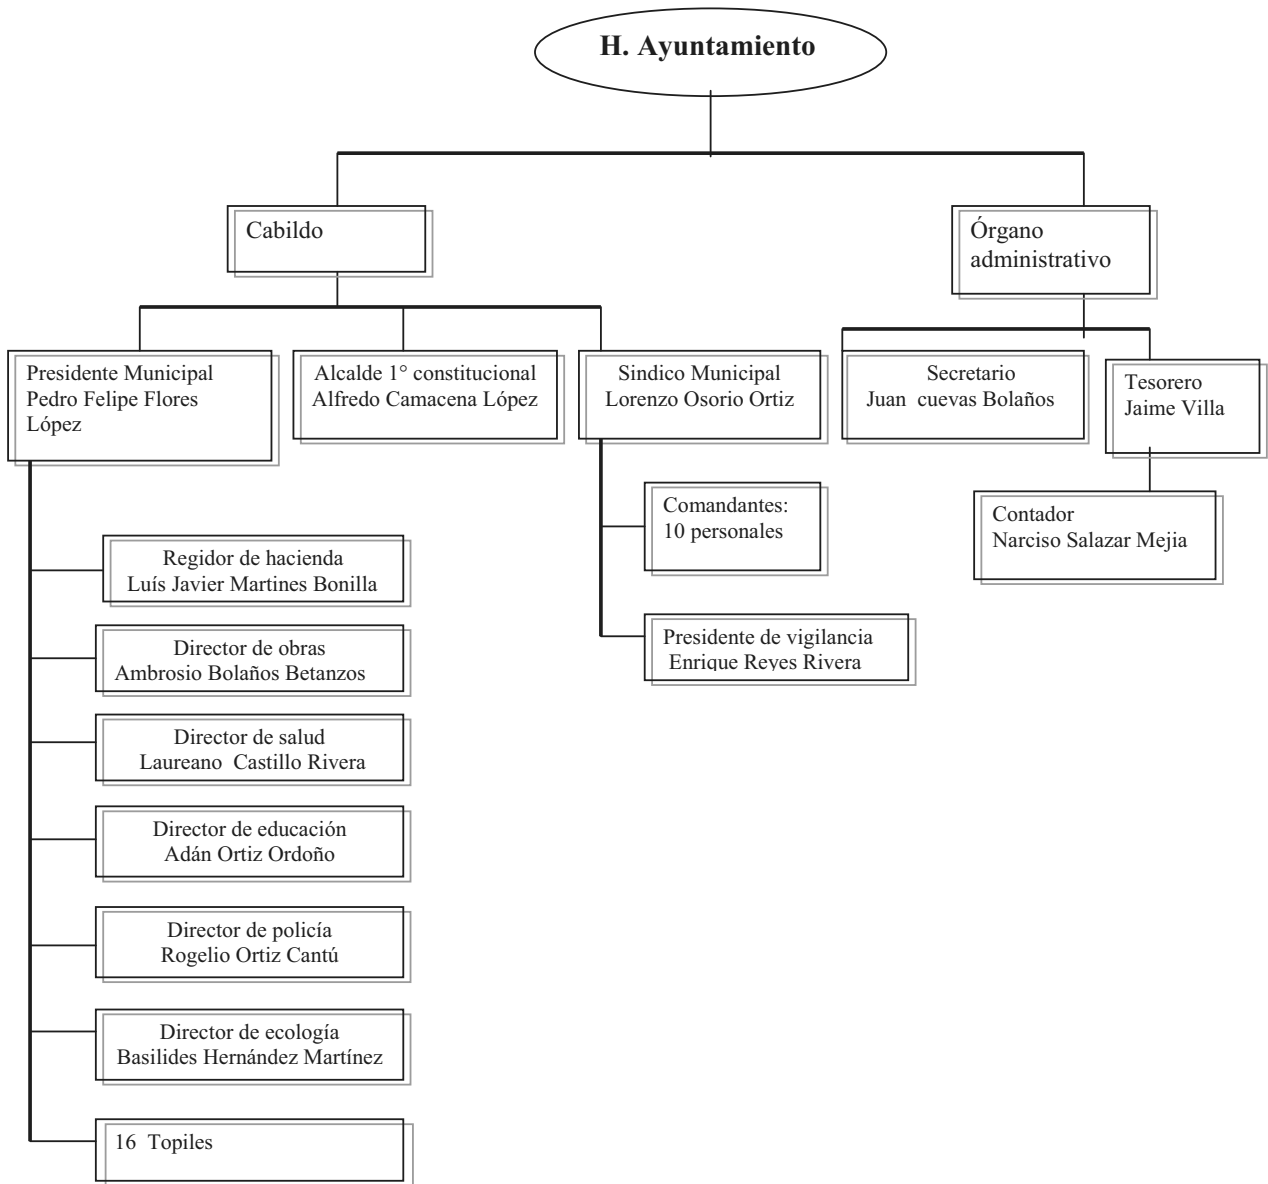 H. Ayuntamiento
Cabildo
Órgano
administrativo
Presidente Municipal
Pedro Felipe Flores
López
Alcalde 1° constitucional
Alfredo Camacena López
Sindico Municipal
Lorenzo Osorio Ortiz
Secretario
Juan cuevas Bolaños
Tesorero
Jaime Villa
Comandantes:
10 personales
Contador
Narciso Salazar Mejia
Regidor de hacienda
Luís Javier Martines Bonilla
Presidente de vigilancia
Enrique Reyes Rivera
Director de obras
Ambrosio Bolaños Betanzos
Director de salud
Laureano Castillo Rivera
Director de educación
Adán Ortiz Ordoño
Director de policía
Rogelio Ortiz Cantú
Director de ecología
Basilides Hernández Martínez
16 Topiles